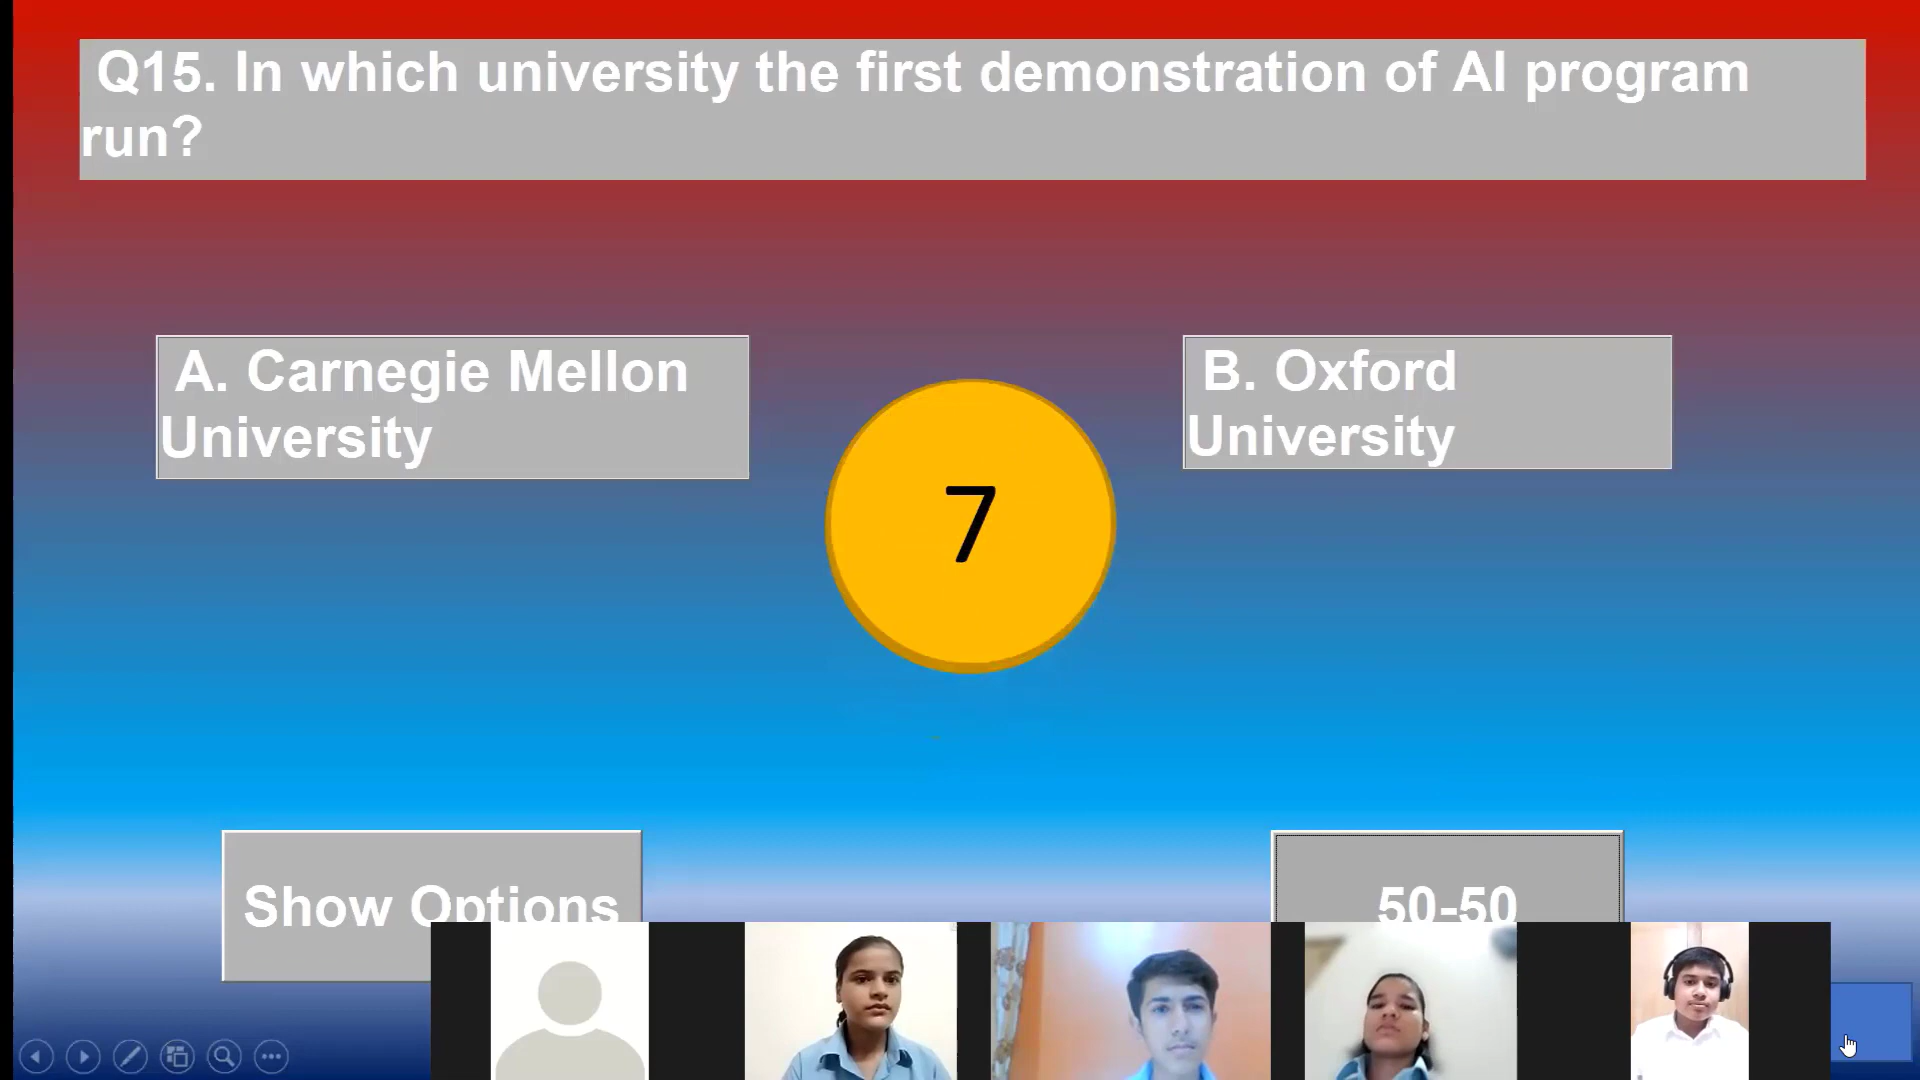 Q15. In which university the first demonstration of AI program
run?
A. Carnegie Mellon
University
B. Oxford
University
7
Show Options
50-50